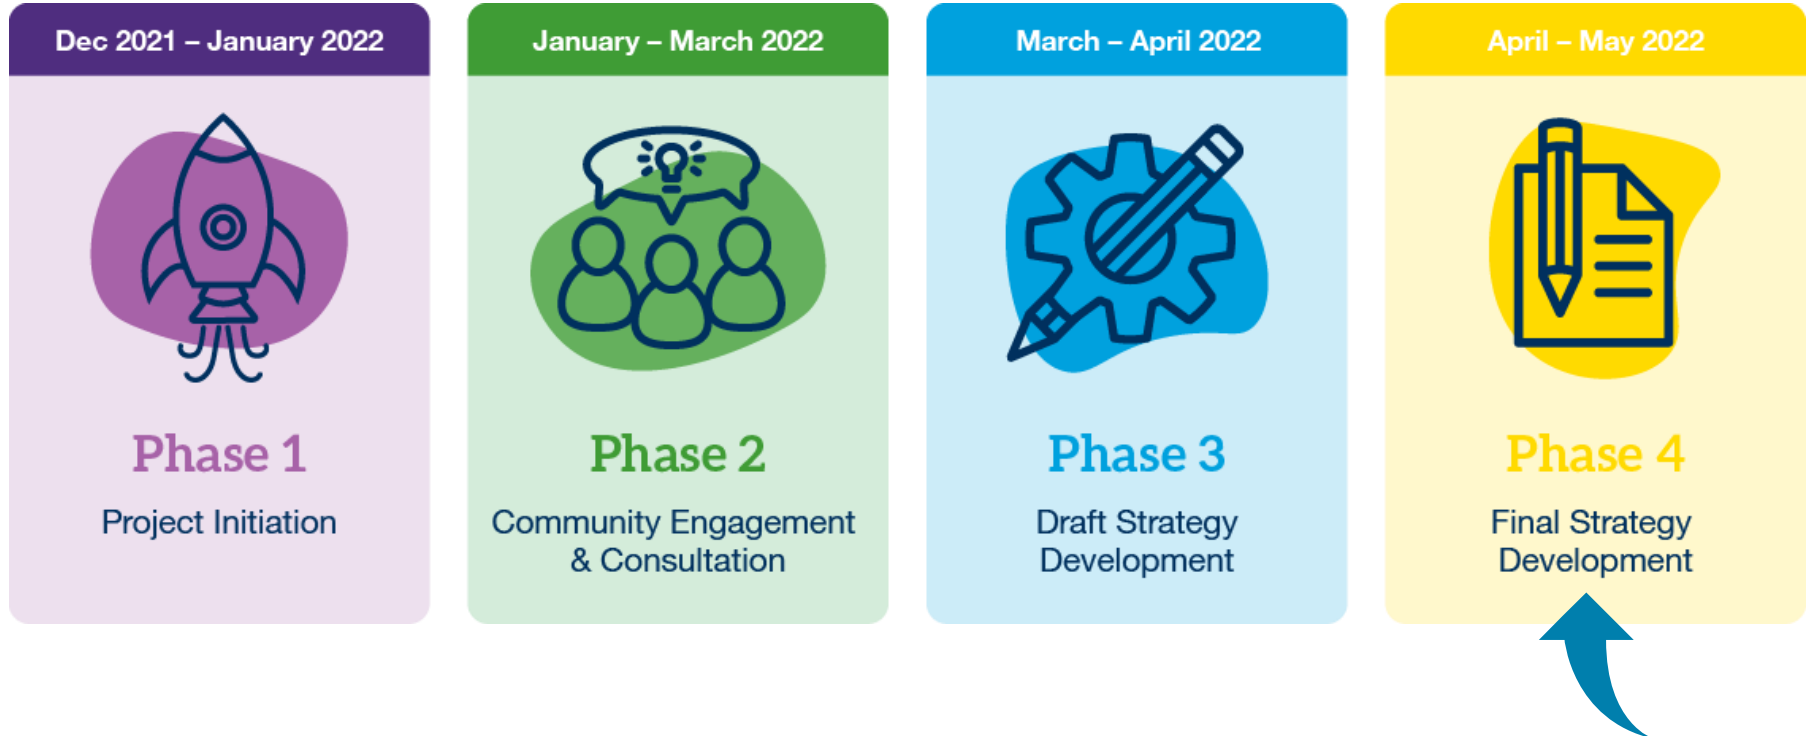 Dec 2021 – January 2022
Phase 1
Project Initiation
January – March 2022
Phase 2
Community Engagement
& Consultation
March – April 2022
Phase 3
Draft Strategy
Development
April – May 2022
Phase 4
Final Strategy
Development